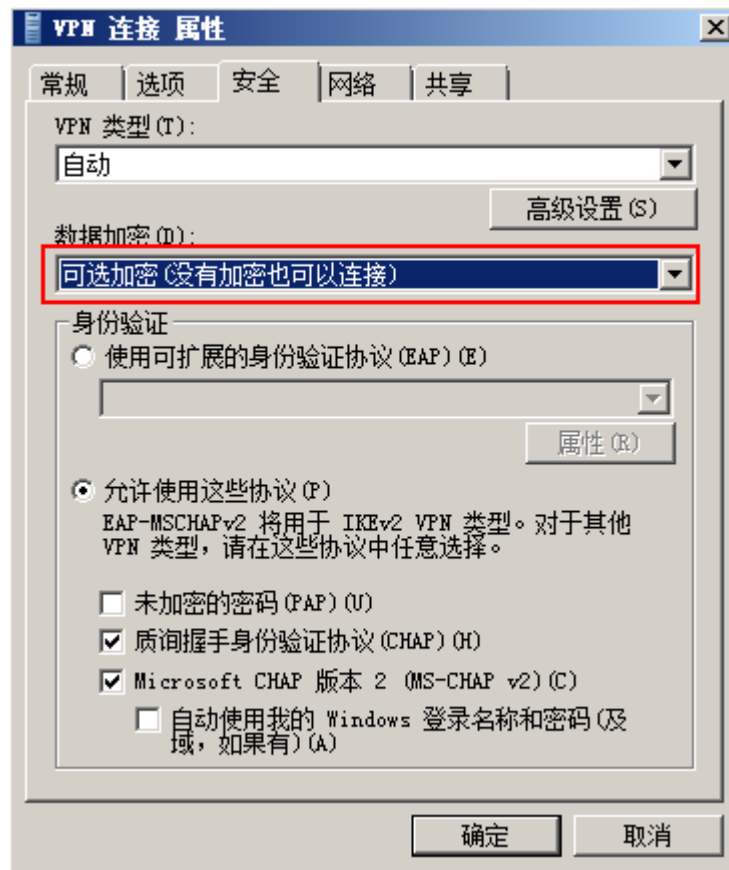 VPN 连接 属性
常规 选项 安全 网络 共享
VPN 类型(T):
自动
高级设置(S)
数据加密(D):
可选加密(没有加密也可以连接)
身份验证
使用可扩展的身份验证协议(EAP)(E)
属性(R)
允许使用这些协议(P)
EAP-MSCHAPv2 将用于 IKEv2 VPN 类型。对于其他
VPN 类型，请在这些协议中任意选择。
未加密的密码(PAP)(U)
质询握手身份验证协议(CHAP)(H)
Microsoft CHAP 版本 2 (MS-CHAP v2)(C)
自动使用我的 Windows 登录名称和密码(及
域，如果有)(A)
确定 取消